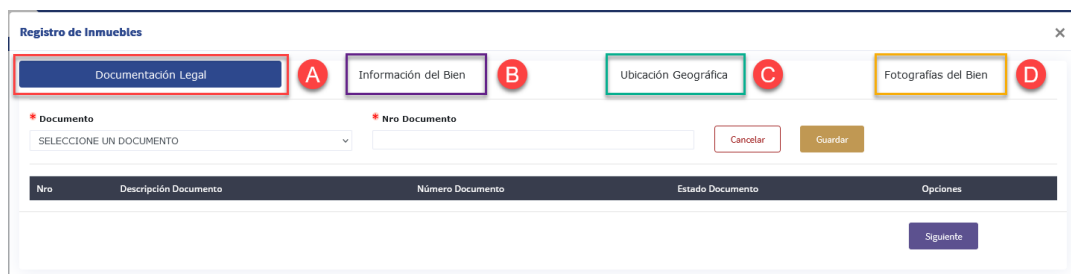 Registro de Inmuebles ×
Documentación Legal A Información del Bien B Ubicación Geográfica C Fotografías del Bien D
* Documento * Nro Documento
SELECCIONE UN DOCUMENTO Cancelar Guardar
Nro Descripción Documento Número Documento Estado Documento Opciones
Siguiente